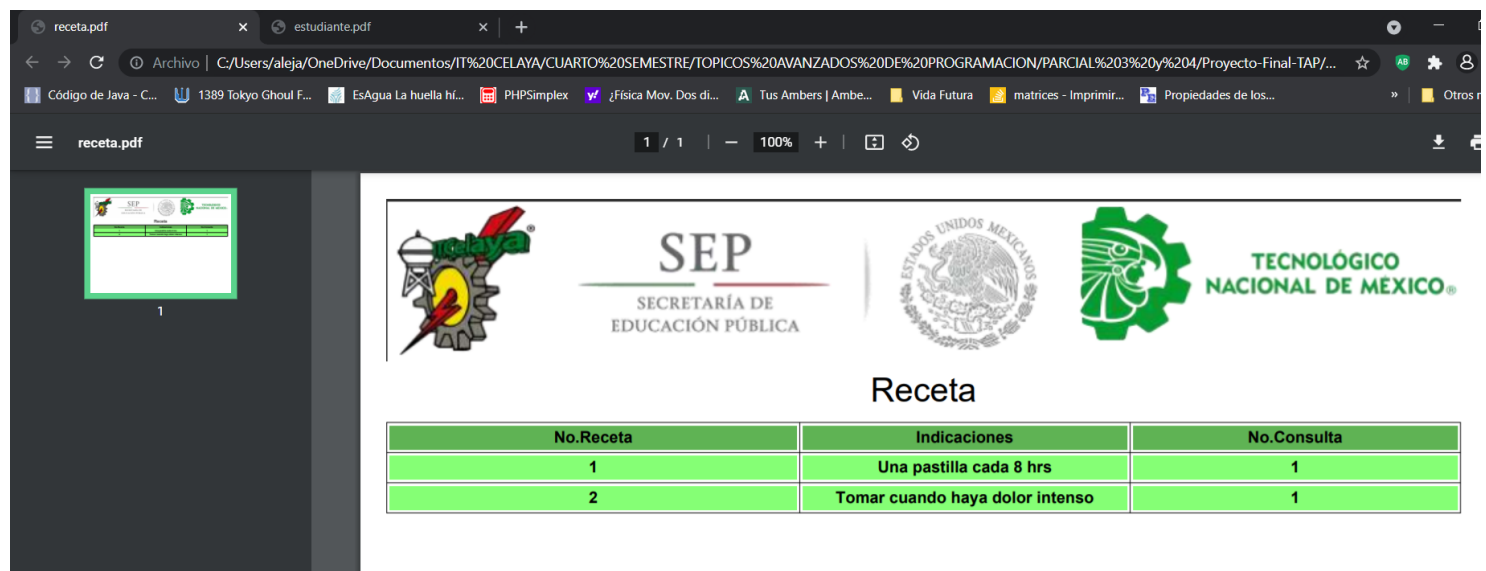 receta.pdf
estudiante.pdf
Archivo | C:/Users/aleja/OneDrive/Documentos/IT%20CELAYA/CUARTO%20SEMESTRE/TOPICOS%20AVANZADOS%20DE%20PROGRAMACION/PARCIAL%203%20y%204/Proyecto-Final-TAP/...
AB
Código de Java - C...
1389 Tokyo Ghoul F...
EsAgua La huella hí...
PHPSimplex
¿Física Mov. Dos di...
Tus Ambers | Ambe...
Vida Futura
matrices - Imprimir...
Propiedades de los...
»
Otros
receta.pdf
1 / 1
100%
1
itcelaya®
SEP
SECRETARÍA DE
EDUCACIÓN PÚBLICA
ESTADOS UNIDOS MEXICANOS
TECNOLÓGICO
NACIONAL DE MÉXICO®
Receta
No.Receta Indicaciones No.Consulta
1 Una pastilla cada 8 hrs 1
2 Tomar cuando haya dolor intenso 1